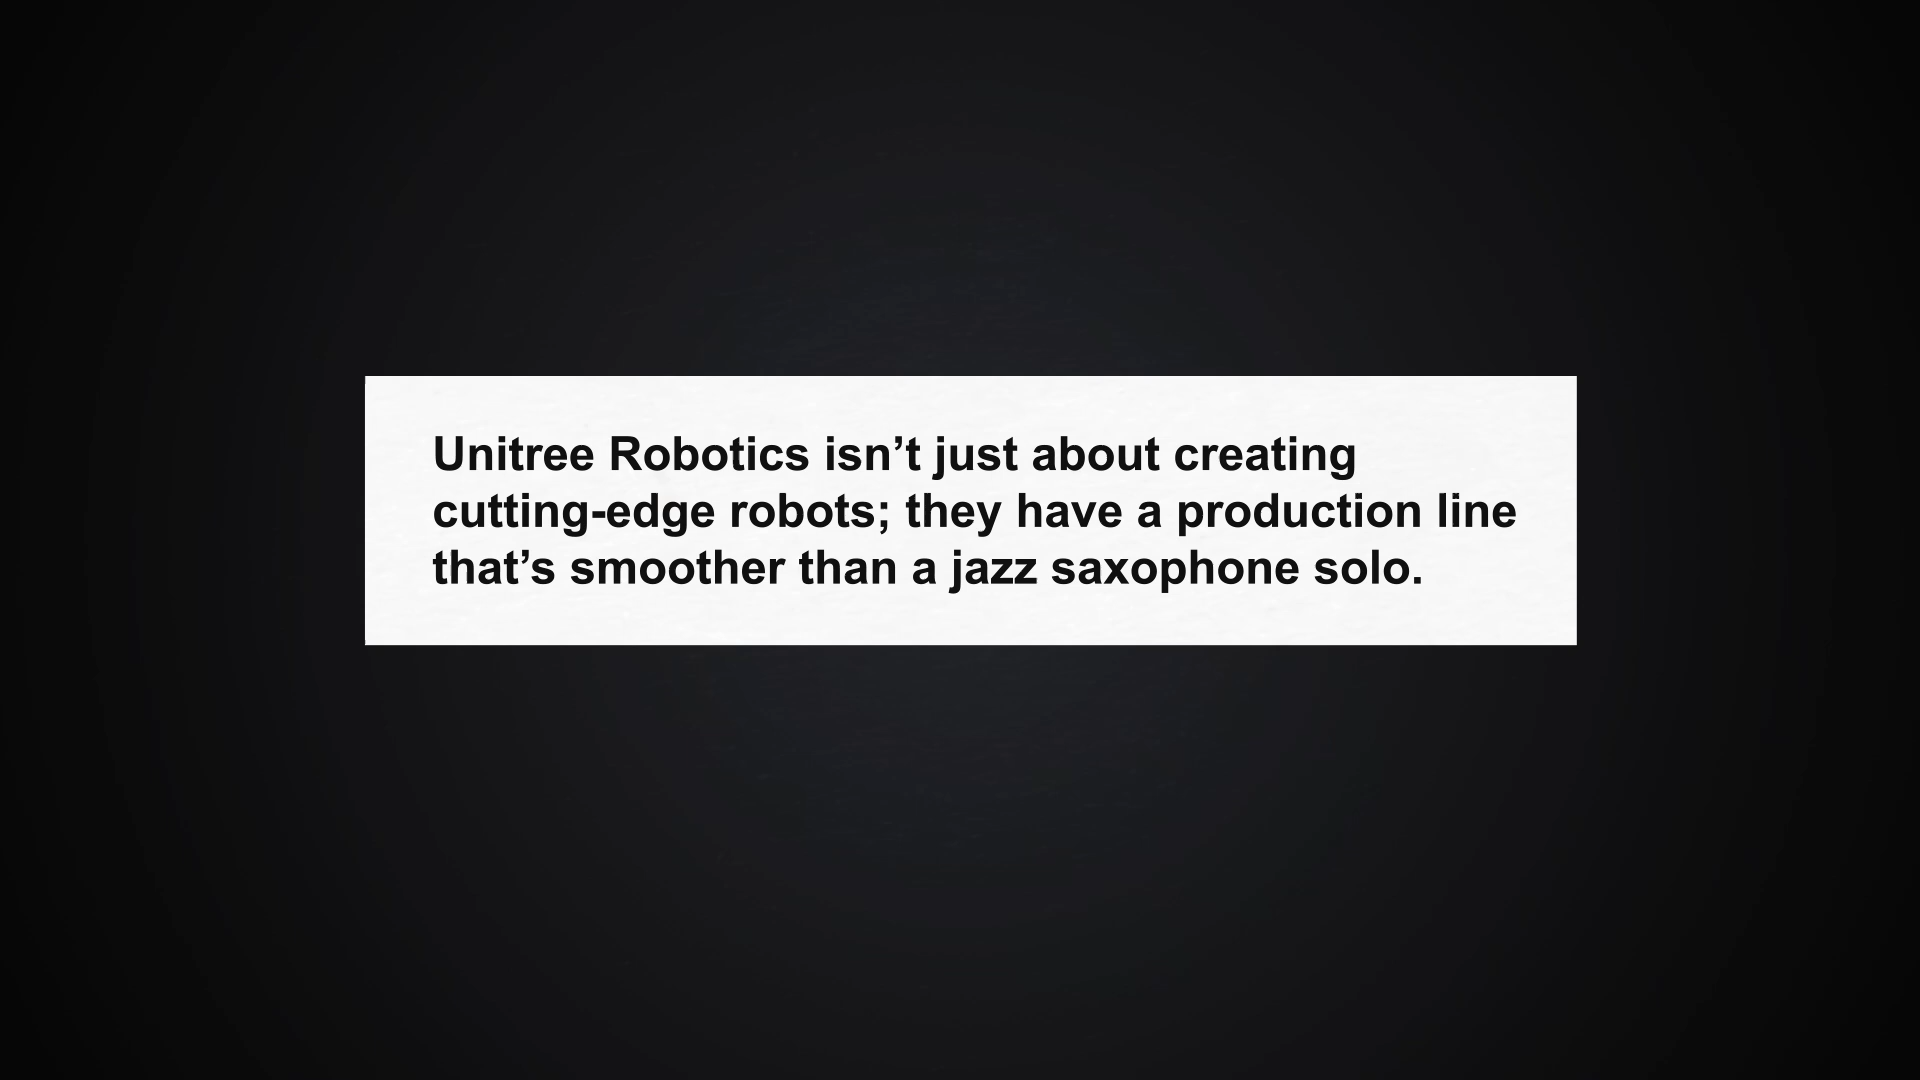 Unitree Robotics isn’t just about creating
cutting-edge robots; they have a production line
that’s smoother than a jazz saxophone solo.